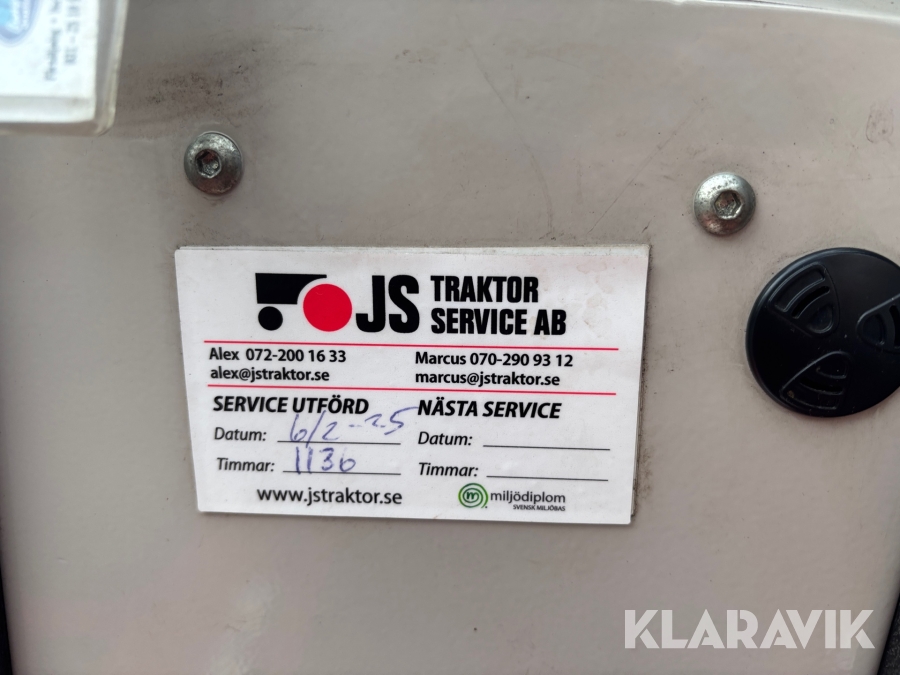 JS TRAKTOR
SERVICE AB
Alex 072-200 16 33
alex@jstraktor.se
Marcus 070-290 93 12
marcus@jstraktor.se
SERVICE UTFÖRD
Datum: 6/2-25
Timmar: 1136
NÄSTA SERVICE
Datum:
Timmar:
www.jstraktor.se
miljödiplom
SVENSK MILJÖBAS
KLARAVIK